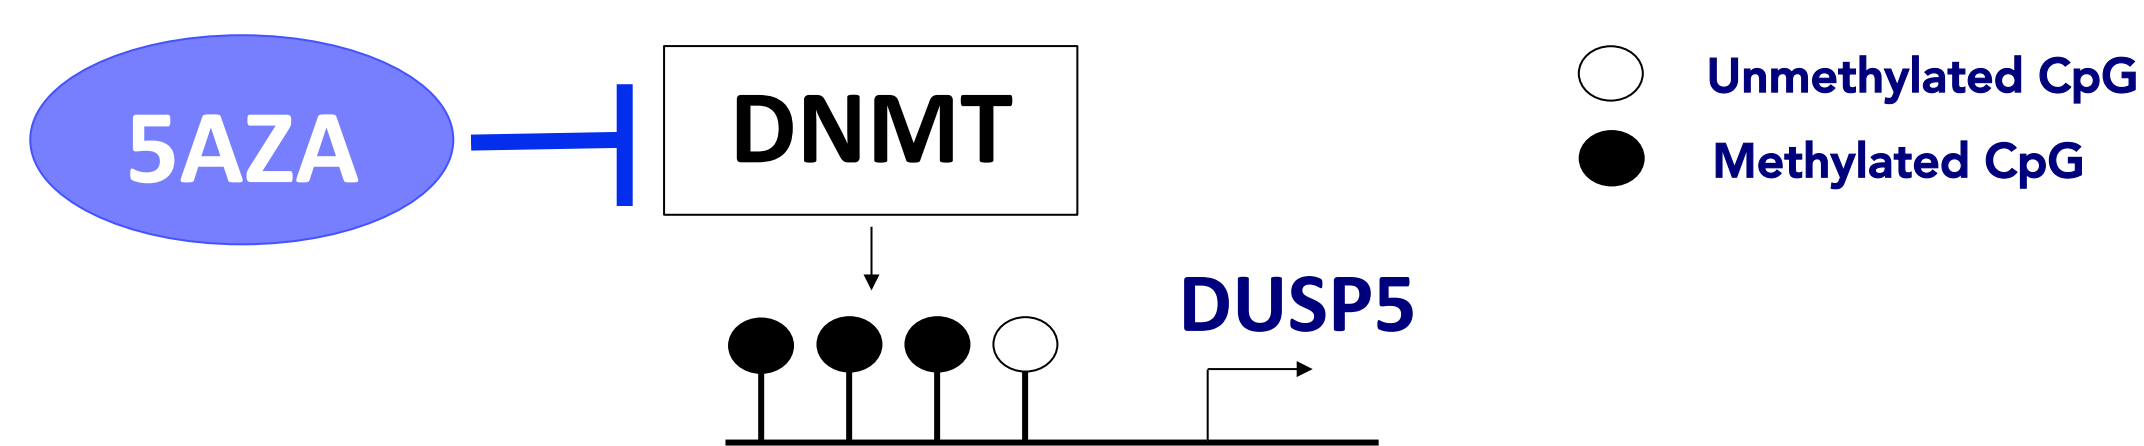 5AZA
DNMT
Unmethylated CpG
Methylated CpG
DUSP5